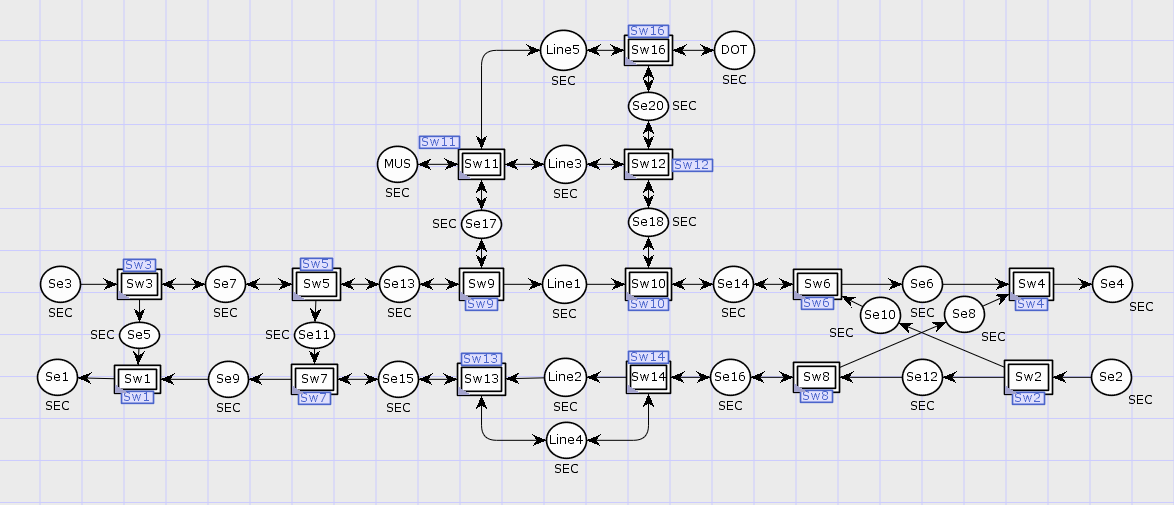 Sw16
Line5
Sw16
DOT
SEC
SEC
Se20
SEC
Sw11
MUS
Sw11
Line3
Sw12
Sw12
SEC
SEC
SEC
Se17
Se18
SEC
Sw3
Sw5
Se3
Sw3
Se7
Sw5
Se13
Sw9
Line1
Sw10
Se14
Sw6
Se6
Sw4
Se4
Sw9
Sw10
Sw6
Sw4
SEC
SEC
SEC
SEC
SEC
SEC
SEC
Se10
Se8
SEC
Se5
SEC
Se11
SEC
SEC
Sw13
Sw14
Se1
Sw1
Se9
Sw7
Se15
Sw13
Line2
Sw14
Se16
Sw8
Se12
Sw2
Se2
Sw1
Sw7
Sw8
Sw2
SEC
SEC
SEC
SEC
SEC
SEC
SEC
Line4
SEC